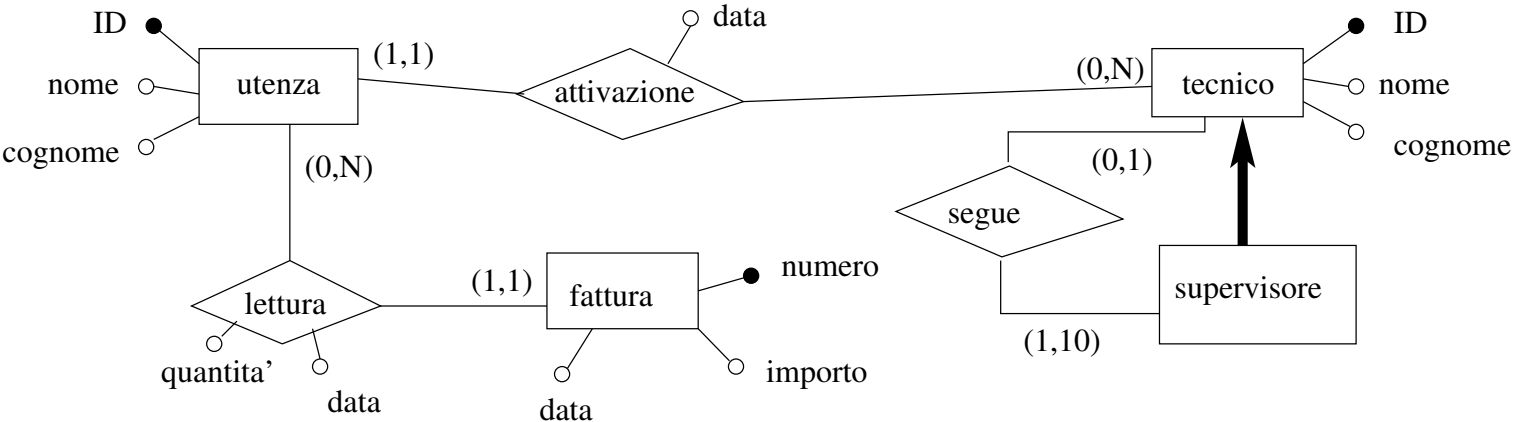 ID
nome
cognome
utenza
(1,1)
(0,N)
attivazione
data
(0,N)
tecnico
ID
nome
cognome
(0,1)
segue
(1,10)
supervisore
lettura
quantita’
data
(1,1)
fattura
numero
importo
data